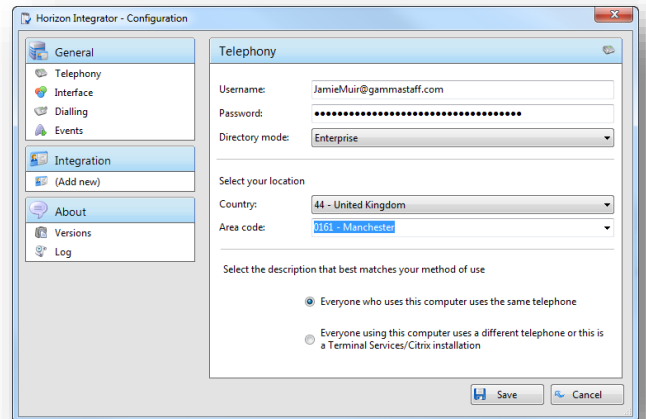 Horizon Integrator - Configuration
General
Telephony
Interface
Dialling
Events
Integration
(Add new)
About
Versions
Log
Telephony
Username: JamieMuir@gammastaff.com
Password: ••••••••••••••••••••••••••••••••••••
Directory mode: Enterprise
Select your location
Country: 44 - United Kingdom
Area code: 0161 - Manchester
Select the description that best matches your method of use
Everyone who uses this computer uses the same telephone
Everyone using this computer uses a different telephone or this is
a Terminal Services/Citrix installation
Save
Cancel